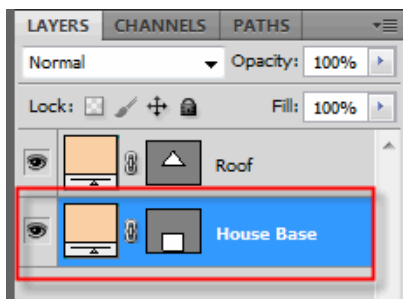 LAYERS CHANNELS PATHS
Normal Opacity: 100%
Lock: Fill: 100%
Roof
House Base